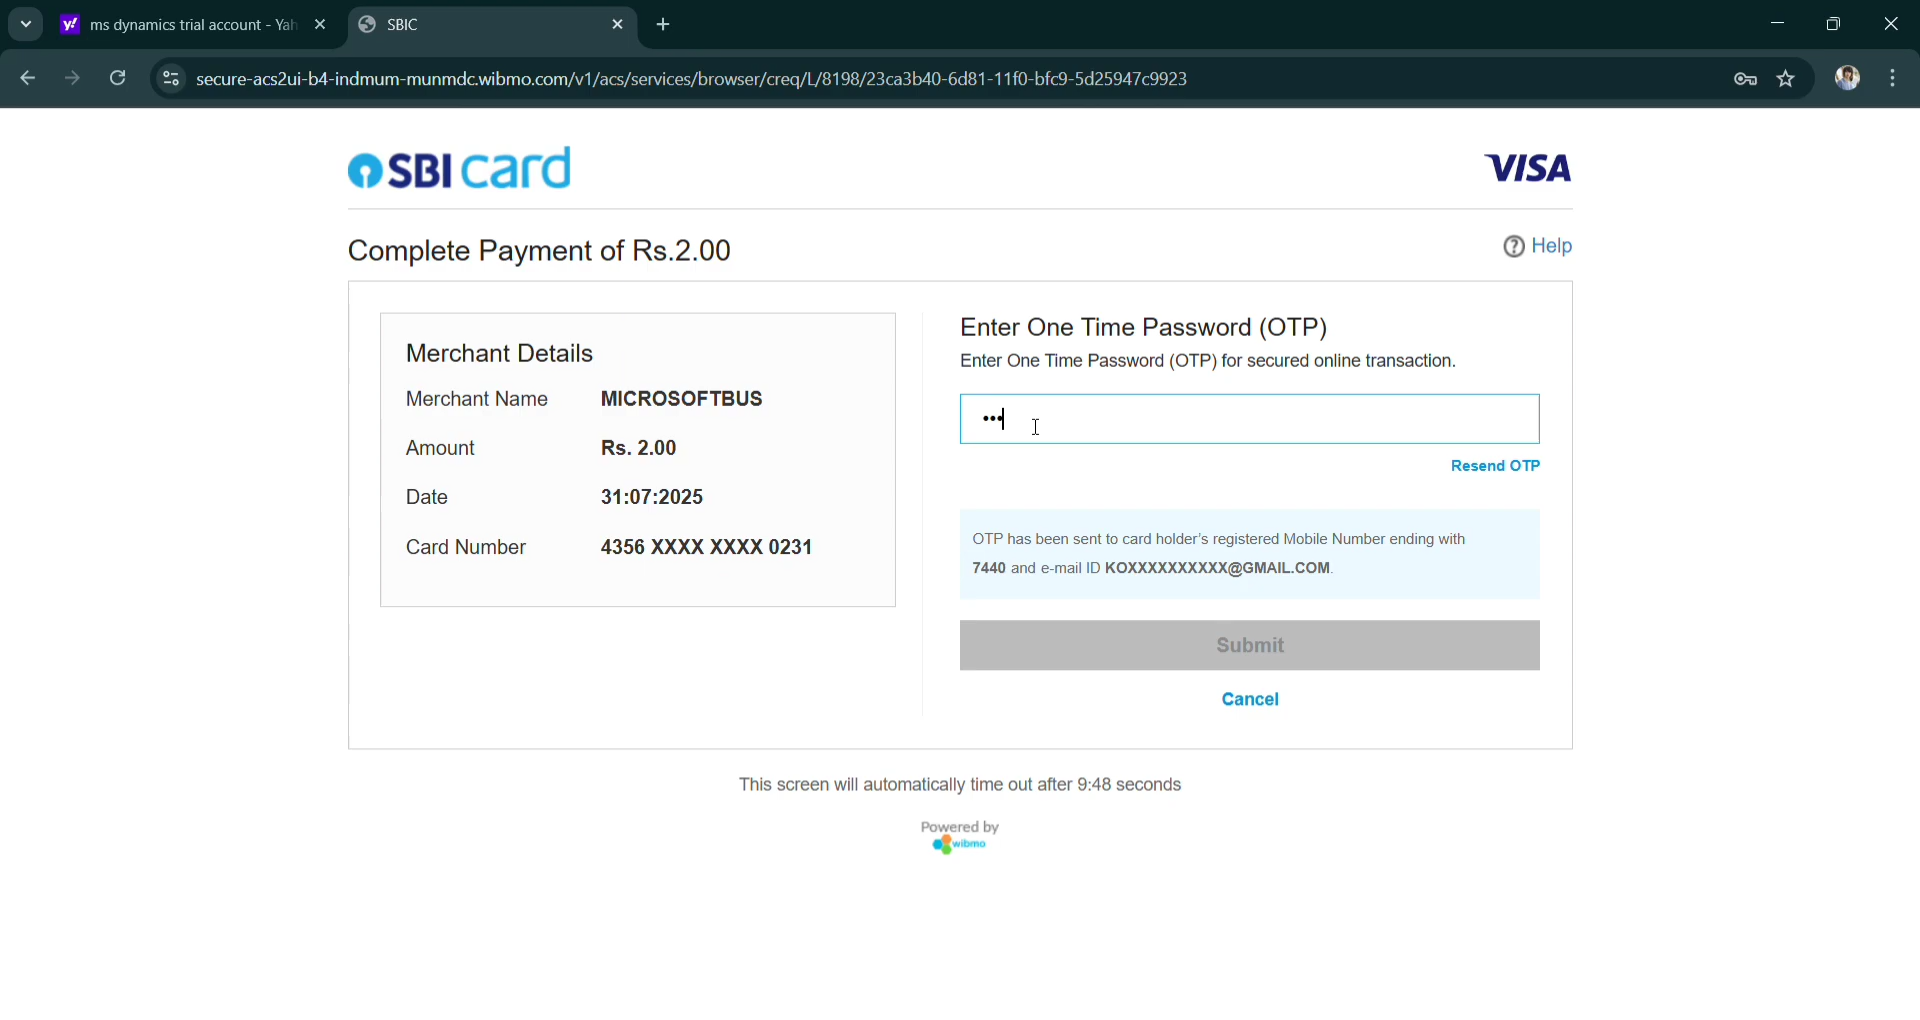 ms dynamics trial account - Yah
SBIC
secure-acs2ui-b4-indmum-munmdc.wibmo.com/v1/acs/services/browser/creq/L/8198/23ca3b40-6d81-11f0-bfc9-5d25947c9923
SBI card
VISA
Complete Payment of Rs.2.00
? Help
Merchant Details
Merchant Name MICROSOFTBUS
Amount Rs. 2.00
Date 31:07:2025
Card Number 4356 XXXX XXXX 0231
Enter One Time Password (OTP)
Enter One Time Password (OTP) for secured online transaction.
•••
Resend OTP
OTP has been sent to card holder's registered Mobile Number ending with
7440 and e-mail ID KOXXXXXXXXXX@GMAIL.COM.
Submit
Cancel
This screen will automatically time out after 9:48 seconds
Powered by
wibmo